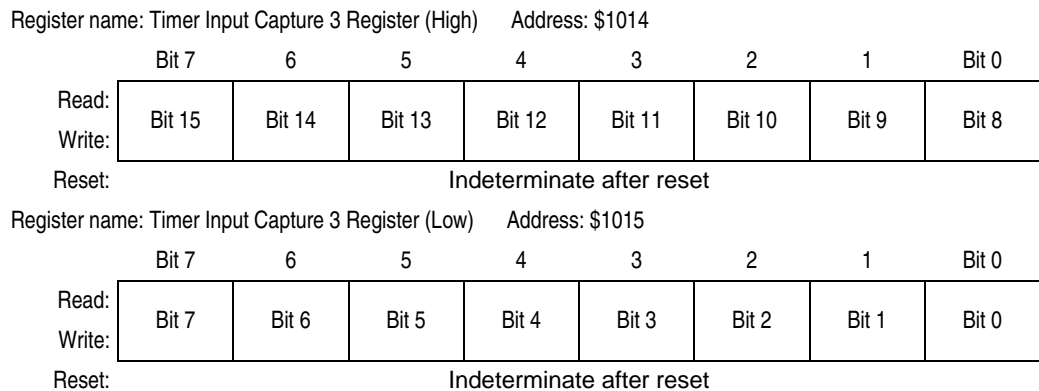 Register name: Timer Input Capture 3 Register (High) Address: $1014
Bit 7 6 5 4 3 2 1 Bit 0
Read:
Bit 15 Bit 14 Bit 13 Bit 12 Bit 11 Bit 10 Bit 9 Bit 8
Write:
Reset: Indeterminate after reset
Register name: Timer Input Capture 3 Register (Low) Address: $1015
Bit 7 6 5 4 3 2 1 Bit 0
Read:
Bit 7 Bit 6 Bit 5 Bit 4 Bit 3 Bit 2 Bit 1 Bit 0
Write:
Reset: Indeterminate after reset